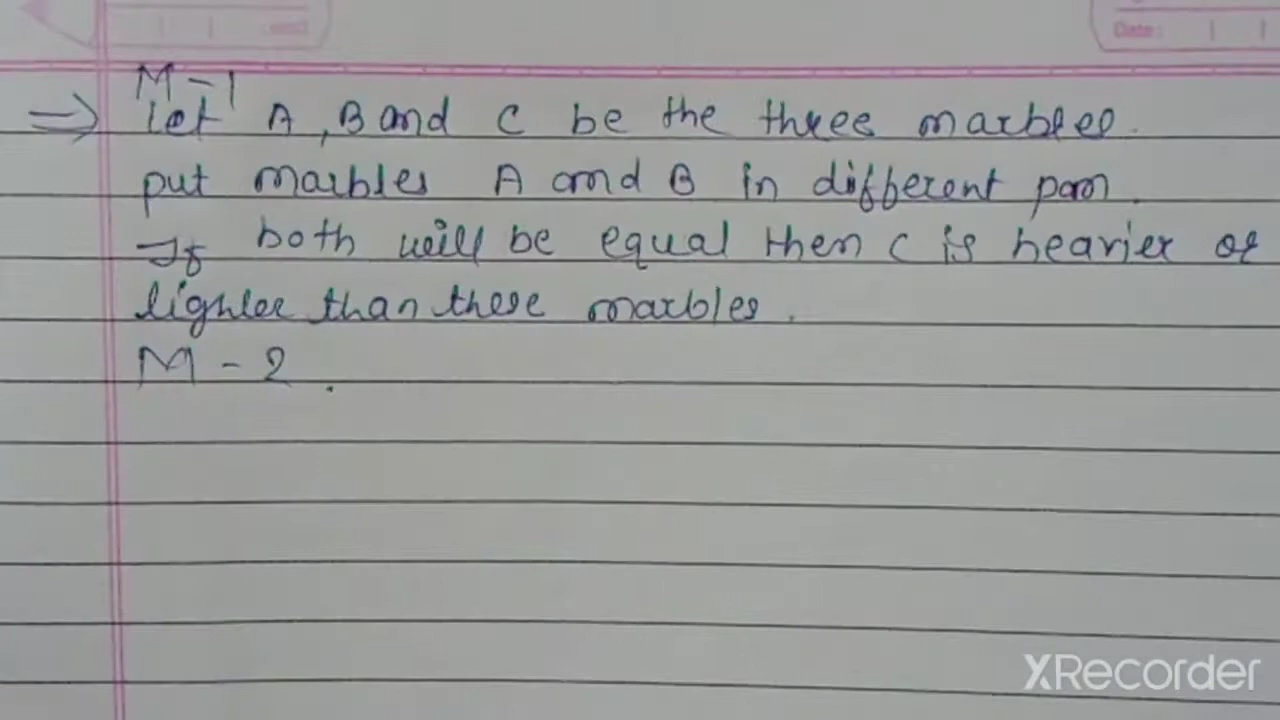 Date:
M-1
⇒ Let A, B and C be the three marbles.
put marbles A and B in different pan.
If both will be equal then C is heavier or
lighter than these marbles.
M-2.
XRecorder